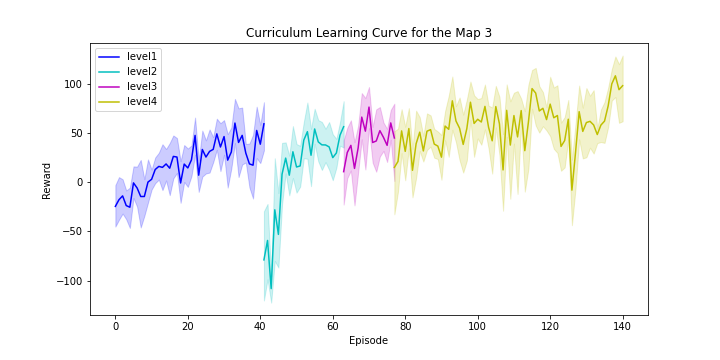 Curriculum Learning Curve for the Map 3
level1
level2
level3
level4
Reward
100
50
0
−50
−100
0
20
40
60
80
100
120
140
Episode